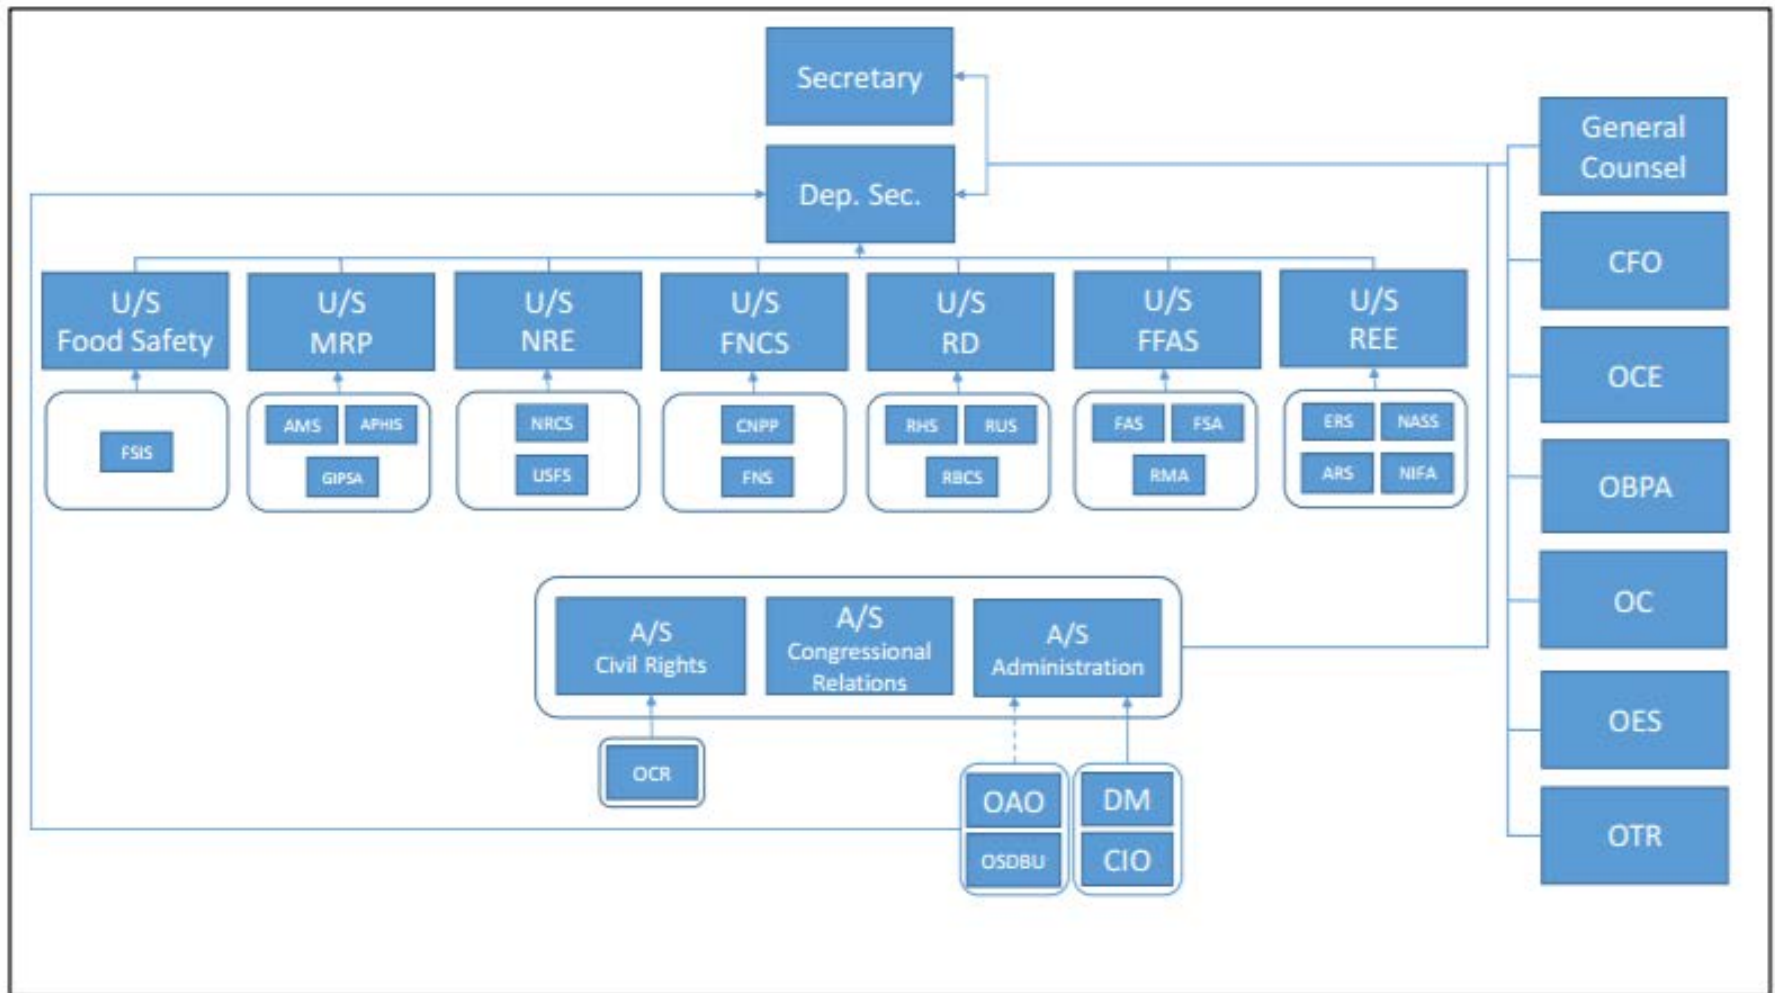 Secretary
Dep. Sec.
General
Counsel
CFO
OCE
OBPA
OC
OES
OTR
U/S
Food Safety
U/S
MRP
U/S
NRE
U/S
FNCS
U/S
RD
U/S
FFAS
U/S
REE
FSIS
AMS APHIS
GIPSA
NRCS
USFS
CNPP
FNS
RHS RUS
RBCS
FAS FSA
RMA
ERS NASS
ARS NIFA
A/S
Civil Rights
A/S
Congressional
Relations
A/S
Administration
OCR
OAO
OSDBU
DM
CIO